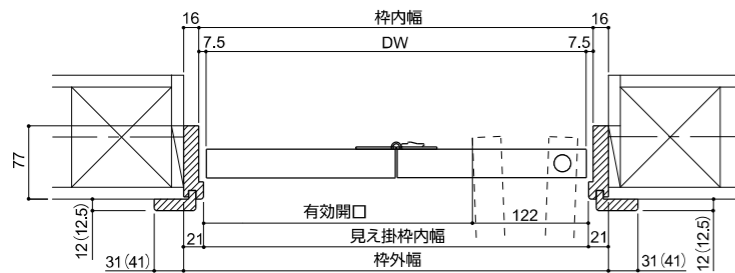 16 枠内幅 16
7.5 DW 7.5
77
有効開口 122
12(12.5) 21 見え掛枠内幅 21 12(12.5)
31(41) 枠外幅 31(41)